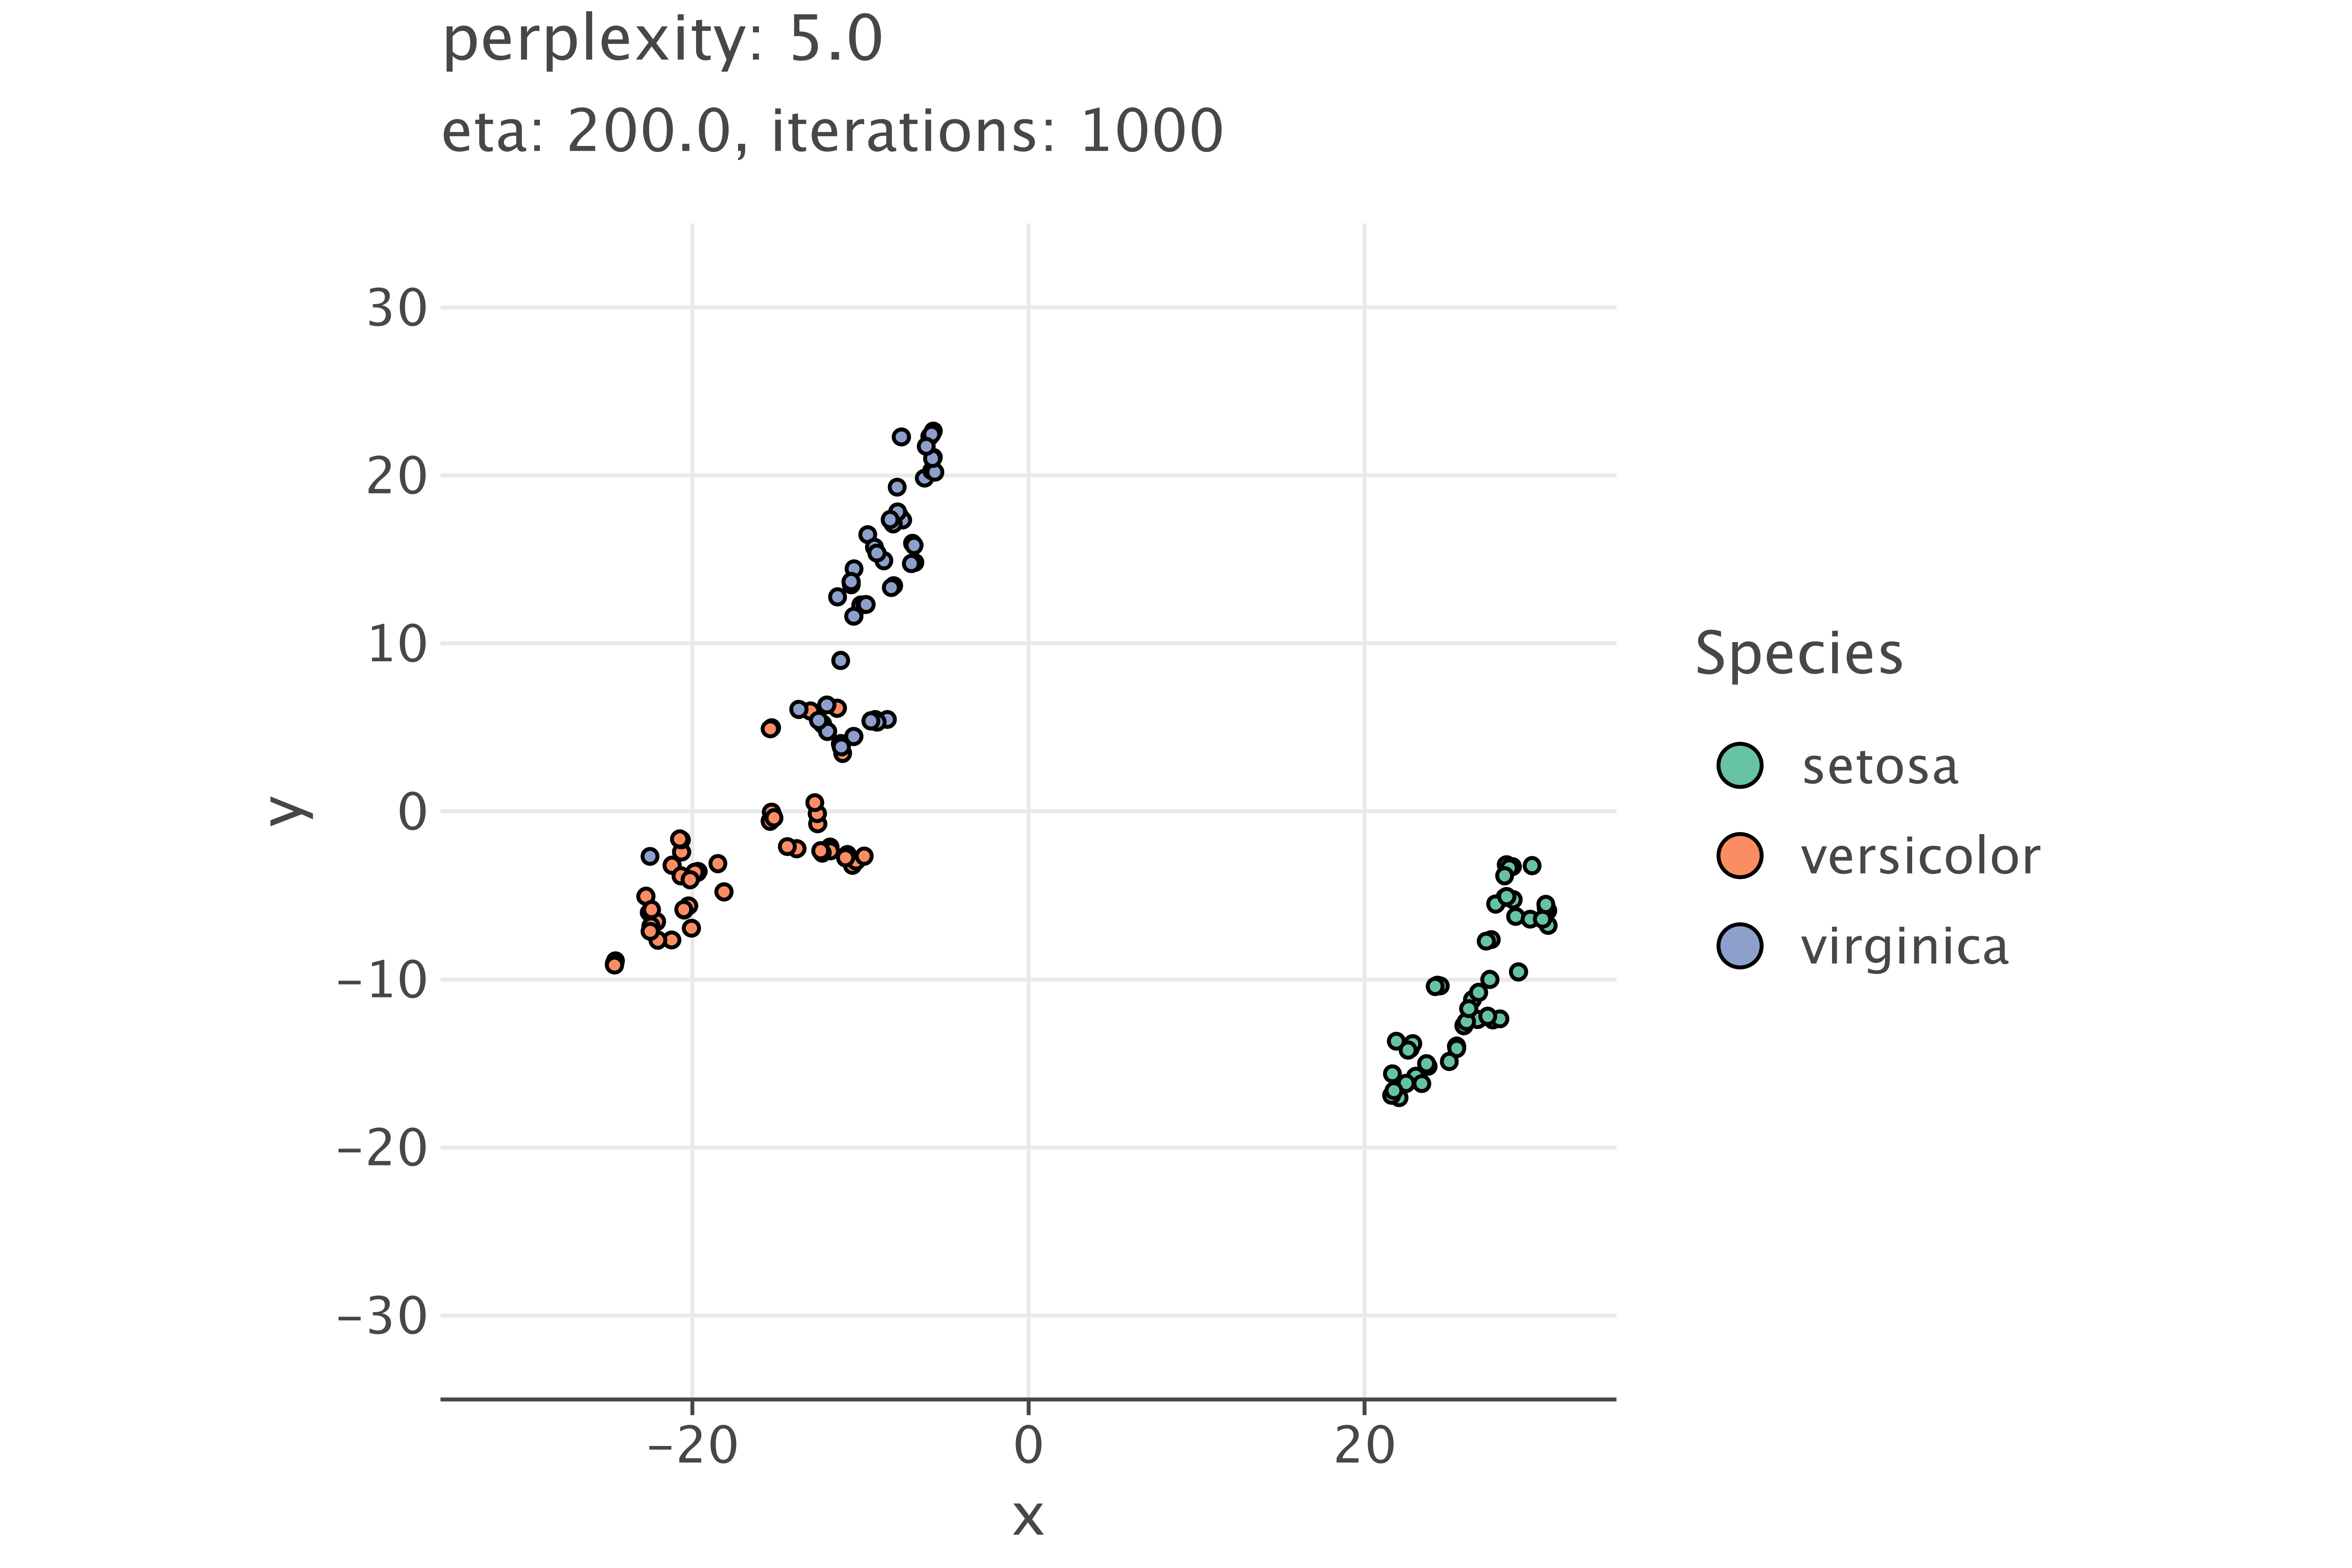 perplexity: 5.0
eta: 200.0, iterations: 1000
30
20
10
0
−10
−20
−30
y
−20 0 20
x
Species
setosa
versicolor
virginica